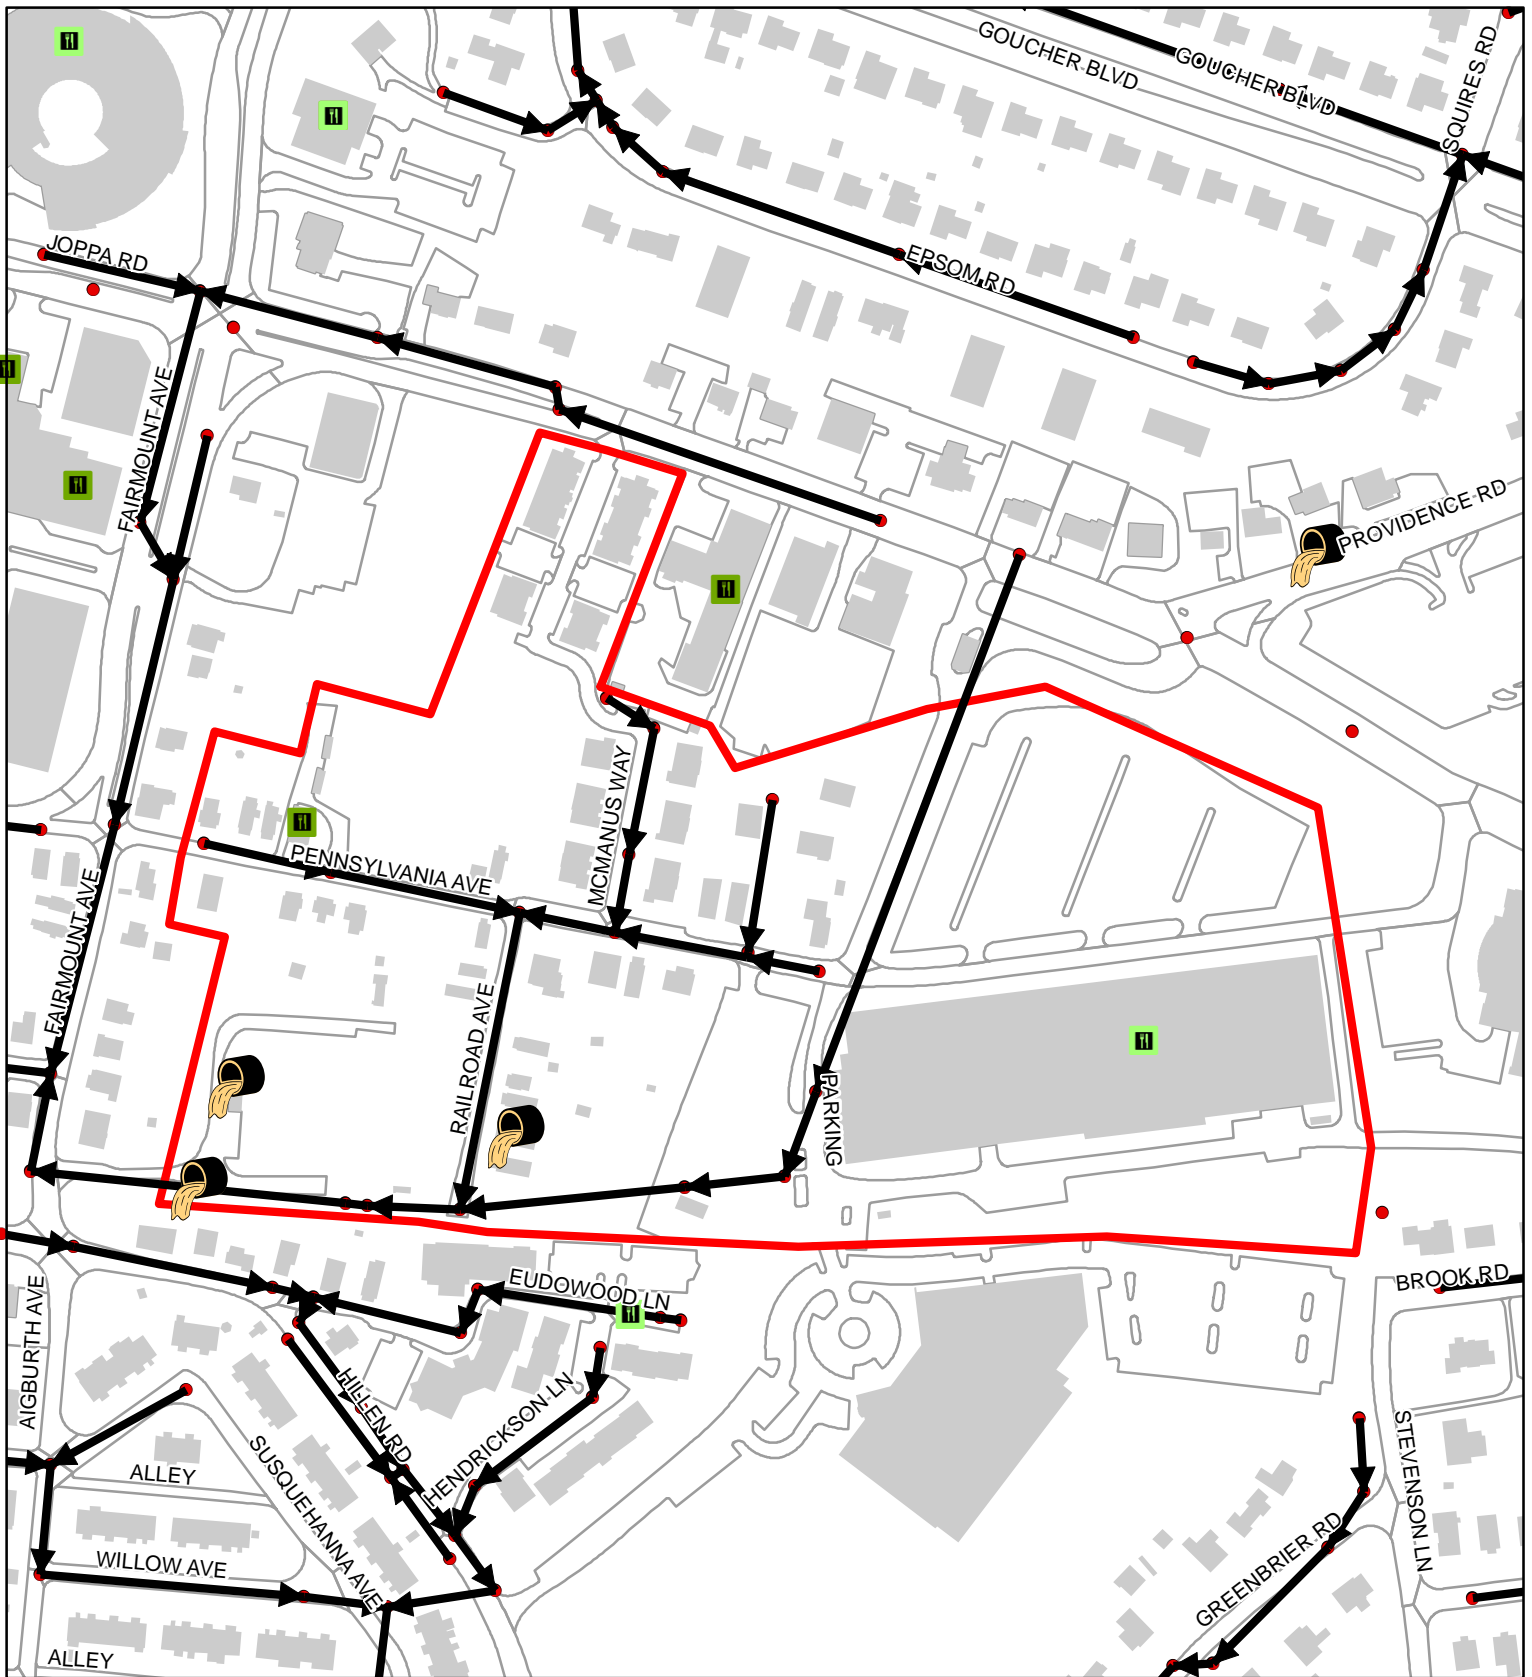 GOUCHER BLVD
GOUCHER BLVD
SQUIRES RD
JOPPA RD
EPSOM RD
FAIRMOUNT AVE
PROVIDENCE RD
MCMANUS WAY
PENNSYLVANIA AVE
FAIRMOUNT AVE
RAILROAD AVE
PARKING
EUDOWOOD LN
BROOK RD
AIGBURTH AVE
HILLEN RD
HENDRICKSON LN
STEVENSON LN
SUSQUEHANNA AVE
ALLEY
GREENBRIER RD
WILLOW AVE
ALLEY